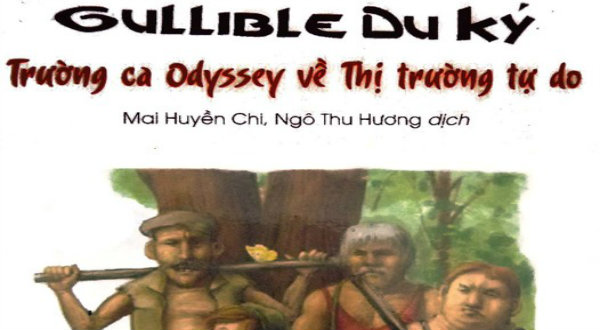 GULLIBLE DU KÝ
Trường ca Odyssey về Thị trường tự do
Mai Huyền Chi, Ngô Thu Hương dịch